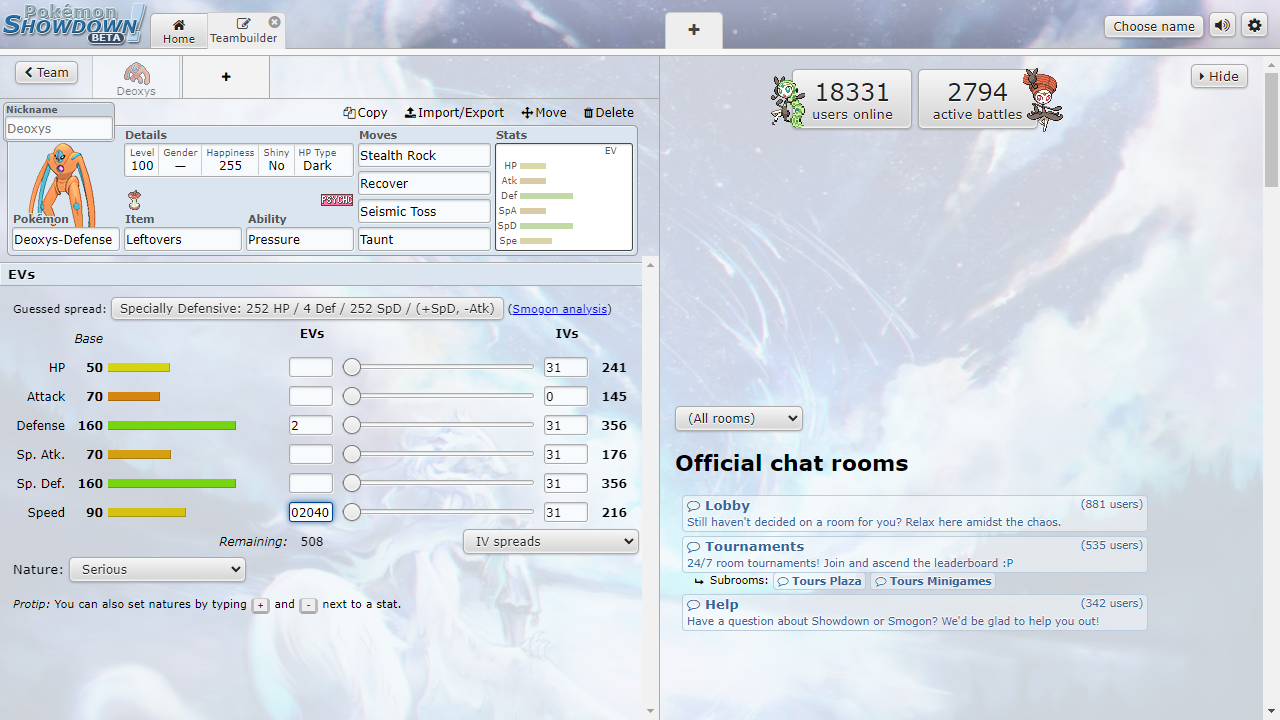 Pokémon
Showdown!
BETA
Home
Teambuilder
Choose name
Team
Deoxys
Hide
18331
users online
2794
active battles
Nickname
Deoxys
Copy
Import/Export
Move
Delete
Details
Moves
Stats
Level
100
Gender
—
Happiness
255
Shiny
No
HP Type
Dark
PSYCHC
Pokémon
Deoxys-Defense
Item
Leftovers
Ability
Pressure
Stealth Rock
Recover
Seismic Toss
Taunt
EV
HP
Atk
Def
SpA
SpD
Spe
EVs
Guessed spread: Specially Defensive: 252 HP / 4 Def / 252 SpD / (+SpD, -Atk) (Smogon analysis)
Base EVs IVs
HP 50 31 241
Attack 70 0 145
Defense 160 2 31 356
Sp. Atk. 70 31 176
Sp. Def. 160 31 356
Speed 90 02040 31 216
Remaining: 508 IV spreads
Nature: Serious
Protip: You can also set natures by typing + and - next to a stat.
(All rooms)
Official chat rooms
Lobby (881 users)
Still haven't decided on a room for you? Relax here amidst the chaos.
Tournaments (535 users)
24/7 room tournaments! Join and ascend the leaderboard :P
Subrooms: Tours Plaza Tours Minigames
Help (342 users)
Have a question about Showdown or Smogon? We'd be glad to help you out!